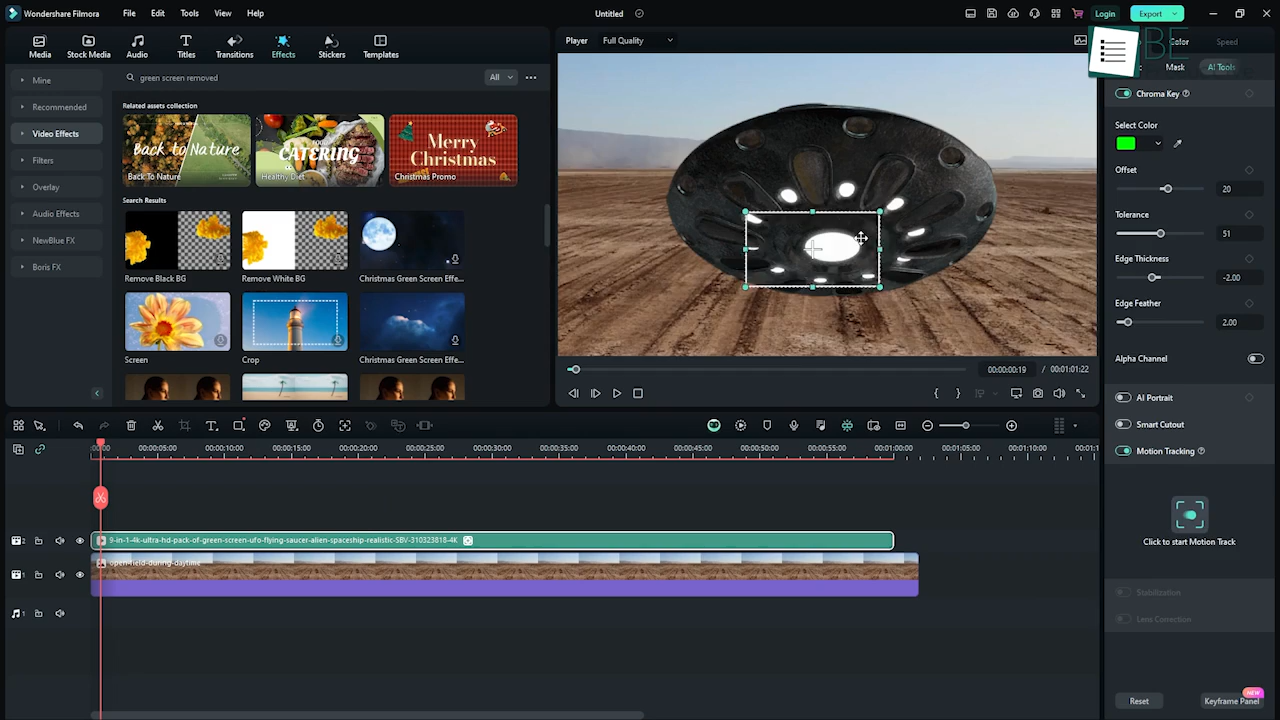 Wondershare Filmora
File
Edit
Tools
View
Help
Untitled
Login
Export
Media
Stock Media
Audio
Titles
Transitions
Effects
Stickers
Templat
Player
Full Quality
BE
Color
Speed
Mask
AI Tools
Mine
Recommended
Video Effects
Filters
Overlay
Audio Effects
NewBlue FX
Boris FX
green screen removed
All
Related assets collection
Back to Nature
Back To Nature
CATERING
Healthy Diet
Merry
Christmas
Christmas Promo
Search Results
Remove Black BG
Remove White BG
Christmas Green Screen Effe...
Screen
Crop
Christmas Green Screen Effe...
00:00:00:19
/
00:01:01:22
Chroma Key
Select Color
Offset
20
Tolerance
51
Edge Thickness
-2.00
Edge Feather
2.00
Alpha Channel
AI Portrait
Smart Cutout
Motion Tracking
Click to start Motion Track
Stabilization
Lens Correction
Reset
Keyframe Panel
NEW
:00:00
00:00:05:00
00:00:10:00
00:00:15:00
00:00:20:00
00:00:25:00
00:00:30:00
00:00:35:00
00:00:40:00
00:00:45:00
00:00:50:00
00:00:55:00
00:01:00:00
00:01:05:00
00:01:10:00
00:01:1
9-in-1-4k-ultra-hd-pack-of-green-screen-ufo-flying-saucer-alien-spaceship-realistic-SBV-310323818-4K
open-field-during-daytime
2
1
1